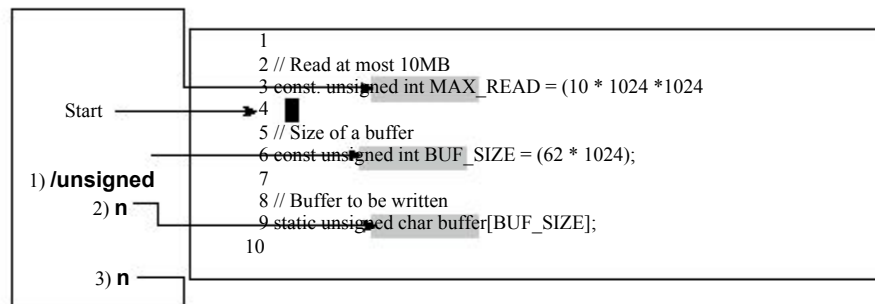 1
2 // Read at most 10MB
3 const. unsigned int MAX_READ = (10 * 1024 *1024
Start 4
5 // Size of a buffer
6 const unsigned int BUF_SIZE = (62 * 1024);
1) /unsigned 7
2) n 8 // Buffer to be written
9 static unsigned char buffer[BUF_SIZE];
10
3) n